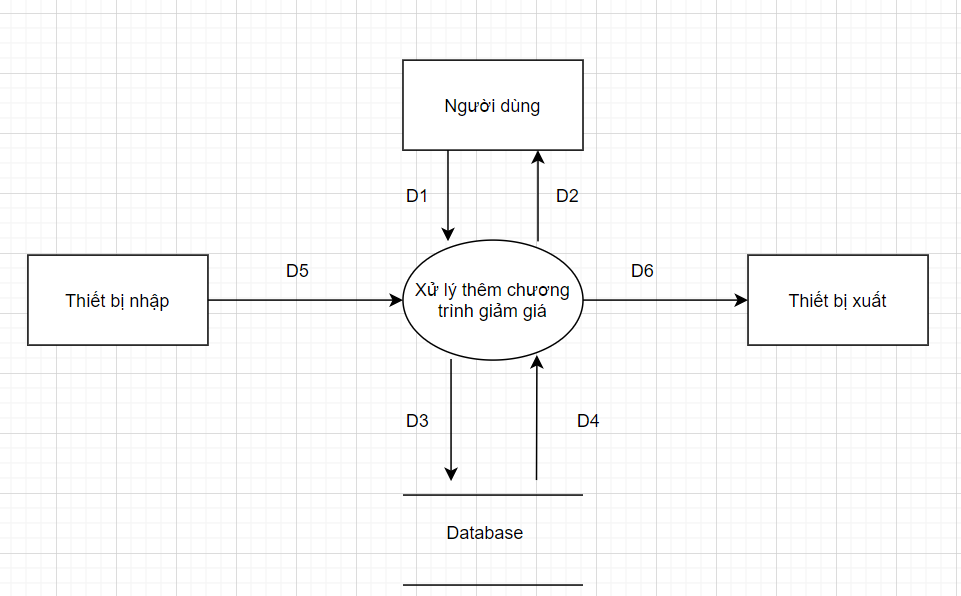 Người dùng
D1
D2
D5
D6
Thiết bị nhập
Xử lý thêm chương
trình giảm giá
Thiết bị xuất
D3
D4
Database